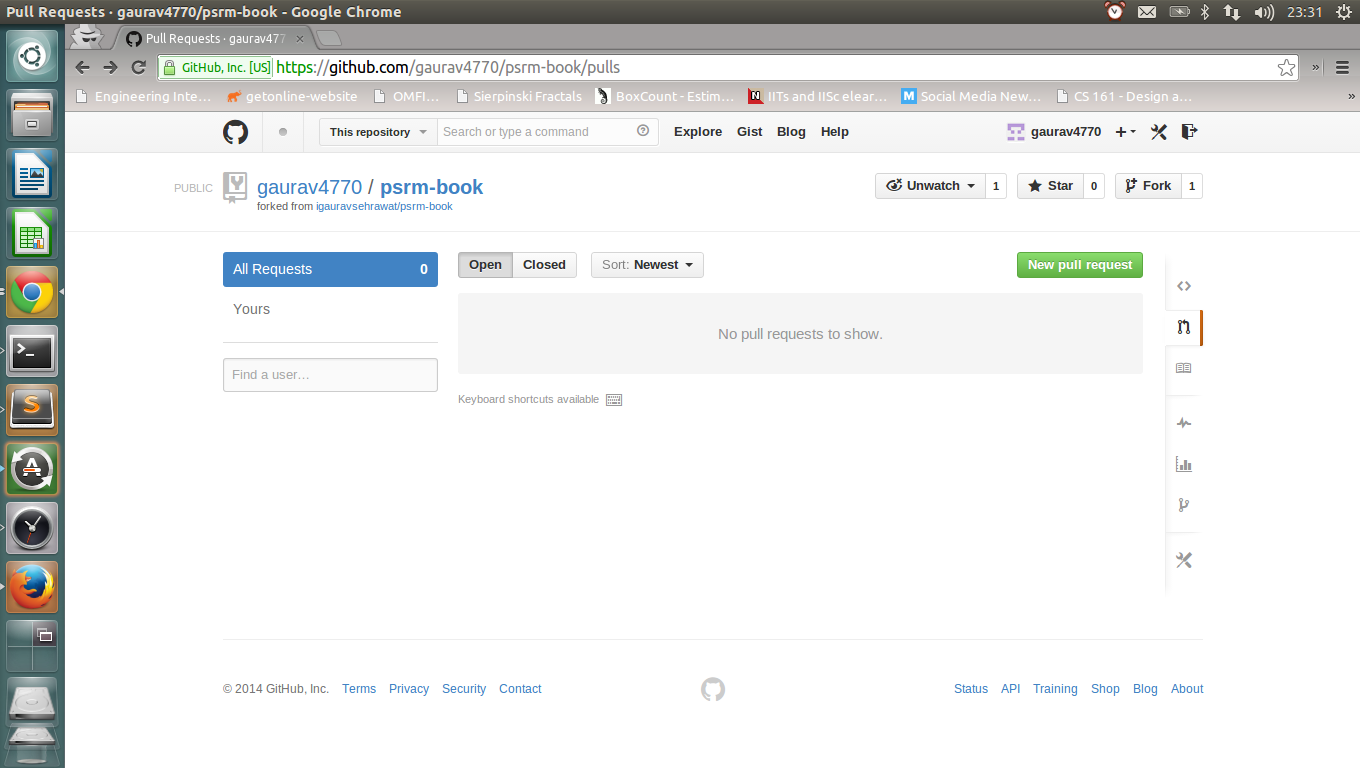 Pull Requests · gaurav4770/psrm-book - Google Chrome
23:31
Pull Requests · gaurav477
GitHub, Inc. [US] https://github.com/gaurav4770/psrm-book/pulls
»
Engineering Inte… getonline-website OMFI… Sierpinski Fractals BoxCount - Estim… IITs and IISc elear… Social Media New… CS 161 - Design a… »
This repository Search or type a command Explore Gist Blog Help gaurav4770
PUBLIC gaurav4770 / psrm-book Unwatch 1 Star 0 Fork 1
forked from igauravsehrawat/psrm-book
All Requests 0 Open Closed Sort: Newest New pull request
Yours
No pull requests to show.
Find a user…
Keyboard shortcuts available
© 2014 GitHub, Inc. Terms Privacy Security Contact Status API Training Shop Blog About